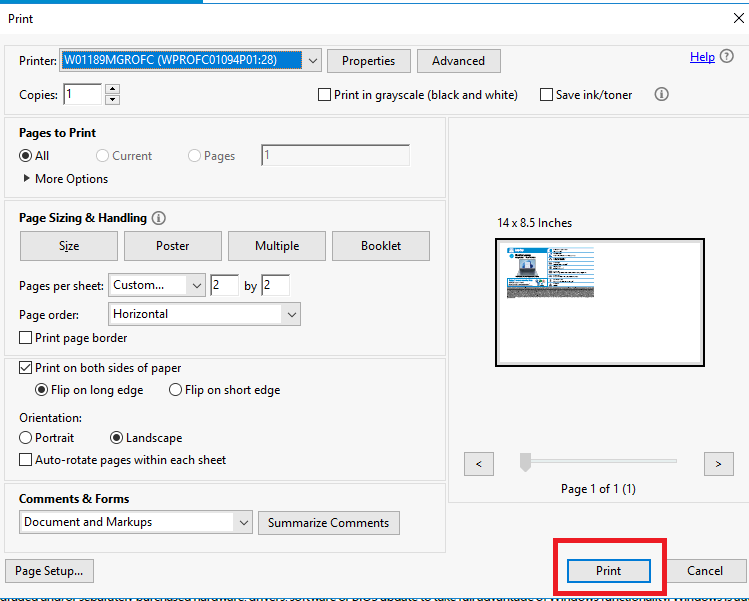 Print
Printer: W01189MGROFC (WPROFC01094P01:28) Properties Advanced Help ?
Copies: 1 Print in grayscale (black and white) Save ink/toner
Pages to Print
All Current Pages 1
More Options
Page Sizing & Handling
Size Poster Multiple Booklet
Pages per sheet: Custom... 2 by 2
Page order: Horizontal
Print page border
Print on both sides of paper
Flip on long edge Flip on short edge
Orientation:
Portrait Landscape
Auto-rotate pages within each sheet
Comments & Forms
Document and Markups Summarize Comments
14 x 8.5 Inches
< >
Page 1 of 1 (1)
Page Setup... Print Cancel